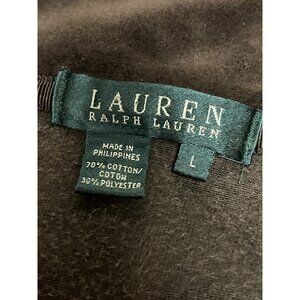 LAUREN
RALPH LAUREN
MADE IN
PHILIPPINES
70% COTTON/
COTON
30% POLYESTER
L